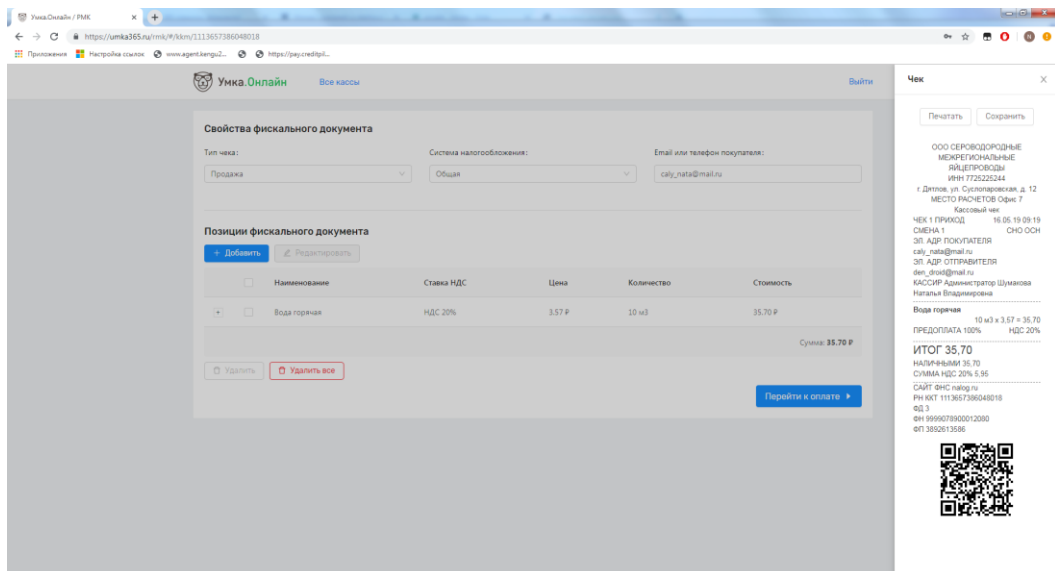 Умка.Онлайн / РМК
https://umka365.ru/rmk/#/kkm/1113657386048018
Приложения
Настройка ссылок
www.agent.kengu2...
https://pay.creditpil...
Умка.Онлайн
Все кассы
Выйти
Свойства фискального документа
Тип чека:
Система налогообложения:
Email или телефон покупателя:
Продажа
Общая
caly_nata@mail.ru
Позиции фискального документа
+ Добавить
Редактировать
Наименование Ставка НДС Цена Количество Стоимость
Вода горячая НДС 20% 3.57 ₽ 10 м3 35.70 ₽
Сумма: 35.70 ₽
Удалить
Удалить все
Перейти к оплате
Чек
Печатать
Сохранить
ООО СЕРОВОДОРОДНЫЕ
МЕЖРЕГИОНАЛЬНЫЕ
ЯЙЦЕПРОВОДЫ
ИНН 7725225244
г. Дятлов, ул. Суслопаровская, д. 12
МЕСТО РАСЧЕТОВ Офис 7
Кассовый чек
ЧЕК 1 ПРИХОД 16.05.19 09:19
СМЕНА 1 СНО ОСН
ЭЛ. АДР. ПОКУПАТЕЛЯ
caly_nata@mail.ru
ЭЛ. АДР. ОТПРАВИТЕЛЯ
den_droid@mail.ru
КАССИР Администратор Шумакова
Наталья Владимировна
Вода горячая
10 м3 x 3,57 = 35,70
ПРЕДОПЛАТА 100% НДС 20%
ИТОГ 35,70
НАЛИЧНЫМИ 35,70
СУММА НДС 20% 5,95
САЙТ ФНС nalog.ru
РН ККТ 1113657386048018
ФД 3
ФН 9999078900012080
ФП 3892613586